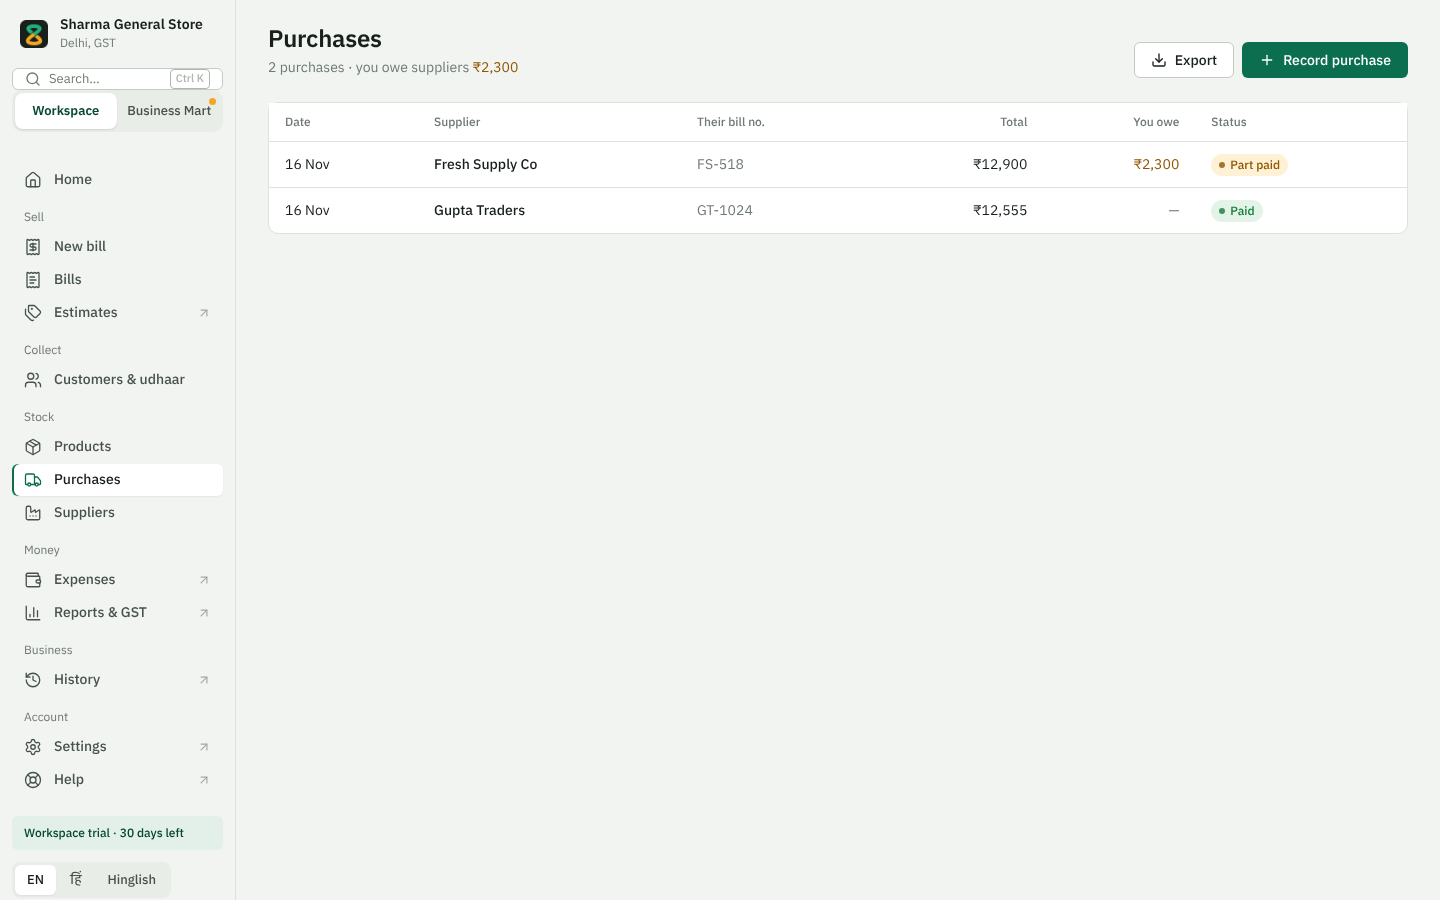 Sharma General Store
Delhi, GST
Search...
Ctrl K
Workspace
Business Mart
Home
Sell
New bill
Bills
Estimates
Collect
Customers & udhaar
Stock
Products
Purchases
Suppliers
Money
Expenses
Reports & GST
Business
History
Account
Settings
Help
Workspace trial · 30 days left
EN हिं Hinglish
Purchases
2 purchases · you owe suppliers ₹2,300
Export
Record purchase
Date Supplier Their bill no. Total You owe Status
16 Nov Fresh Supply Co FS-518 ₹12,900 ₹2,300 Part paid
16 Nov Gupta Traders GT-1024 ₹12,555 — Paid